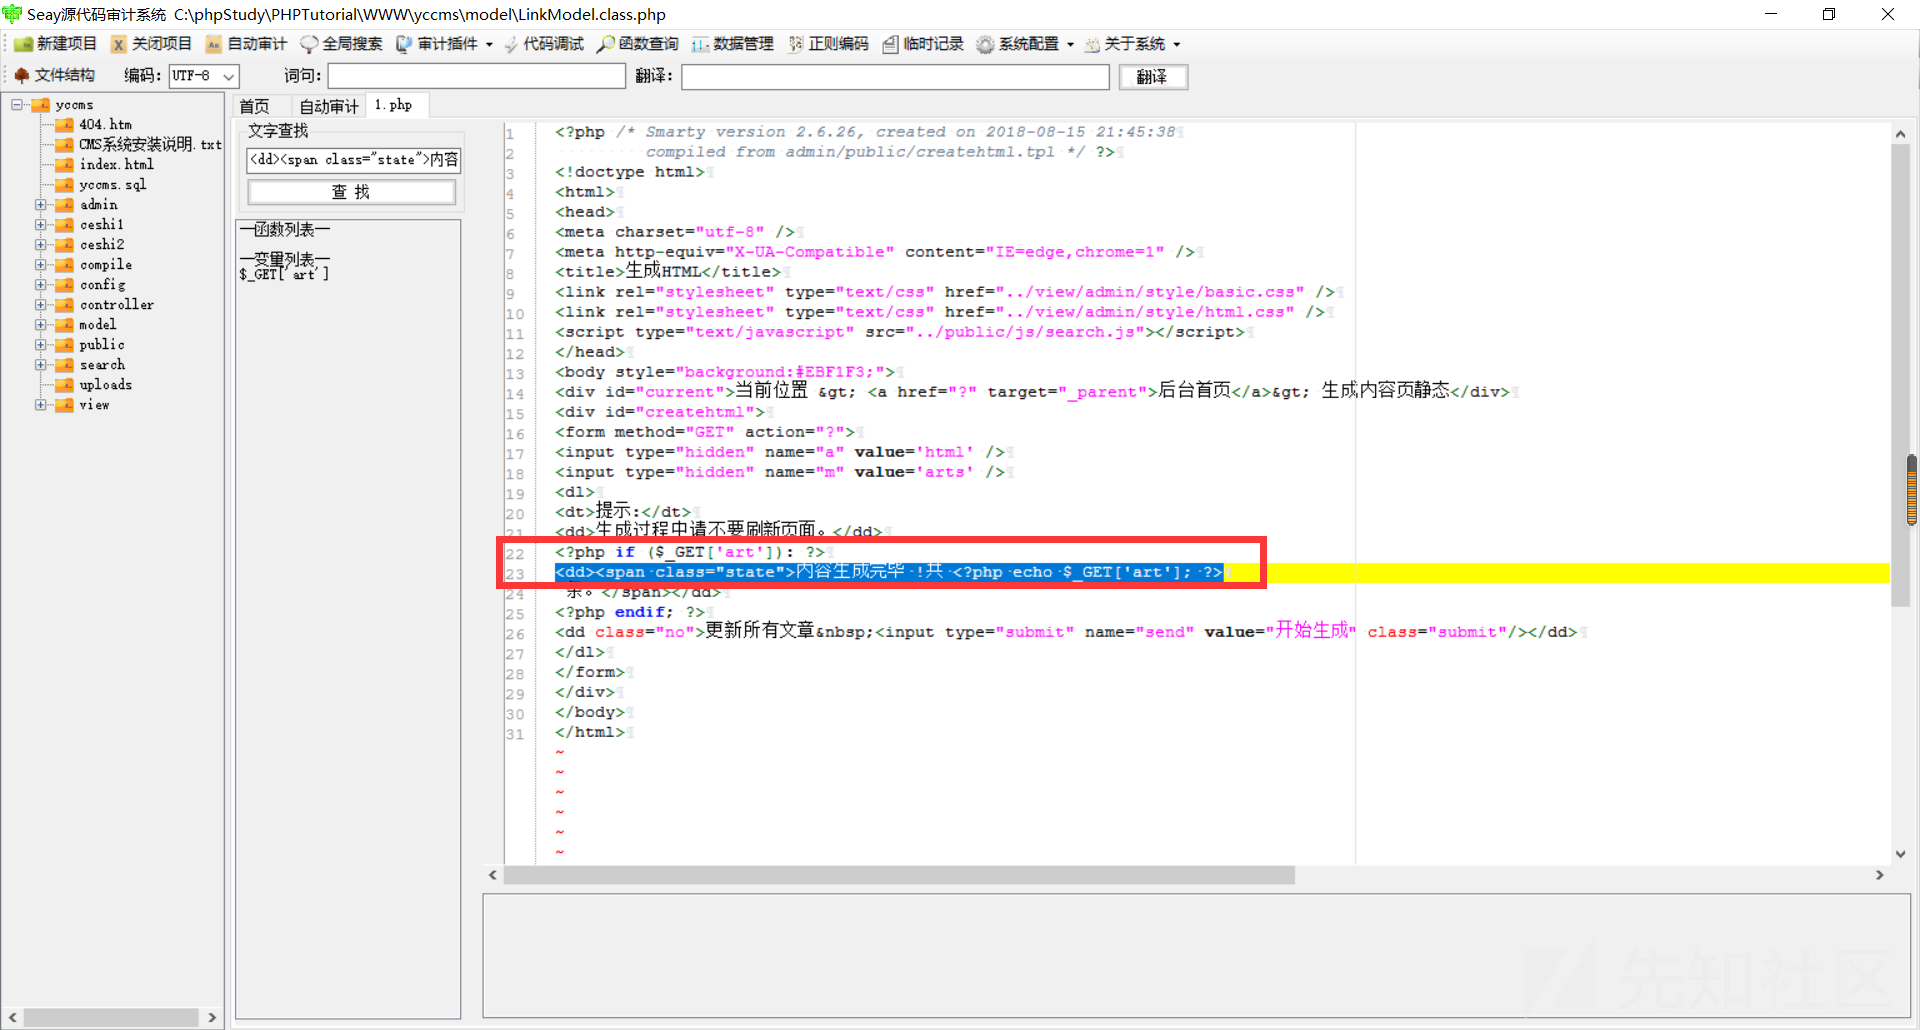 Seay源代码审计系统  C:\phpStudy\PHPTutorial\WWW\yccms\model\LinkModel.class.php
新建项目 关闭项目 自动审计 全局搜索 审计插件 代码调试 函数查询 数据管理 正则编码 临时记录 系统配置 关于系统
文件结构 编码: UTF-8 词句: 翻译: 翻译
yccms
404.htm
CMS系统安装说明.txt
index.html
yccms.sql
admin
ceshi1
ceshi2
compile
config
controller
model
public
search
uploads
view
首页 自动审计 1.php
文字查找
<dd><span class="state">内容
查 找
—函数列表—
—变量列表—
$_GET['art']
1 <?php /* Smarty version 2.6.26, created on 2018-08-15 21:45:38
2 compiled from admin/public/createhtml.tpl */ ?>
3 <!doctype html>
4 <html>
5 <head>
6 <meta charset="utf-8" />
7 <meta http-equiv="X-UA-Compatible" content="IE=edge,chrome=1" />
8 <title>生成HTML</title>
9 <link rel="stylesheet" type="text/css" href="../view/admin/style/basic.css" />
10 <link rel="stylesheet" type="text/css" href="../view/admin/style/html.css" />
11 <script type="text/javascript" src="../public/js/search.js"></script>
12 </head>
13 <body style="background:#EBF1F3;">
14 <div id="current">当前位置 &gt; <a href="?" target="_parent">后台首页</a>&gt; 生成内容页静态</div>
15 <div id="createhtml">
16 <form method="GET" action="?">
17 <input type="hidden" name="a" value='html' />
18 <input type="hidden" name="m" value='arts' />
19 <dl>
20 <dt>提示:</dt>
21 <dd>生成过程中请不要刷新页面。</dd>
22 <?php if ($_GET['art']): ?>
23 <dd><span class="state">内容生成完毕 !共 <?php echo $_GET['art']; ?>
24 条。</span></dd>
25 <?php endif; ?>
26 <dd class="no">更新所有文章&nbsp;<input type="submit" name="send" value="开始生成" class="submit"/></dd>
27 </dl>
28 </form>
29 </div>
30 </body>
31 </html>
~
~
~
~
~
~
先知社区